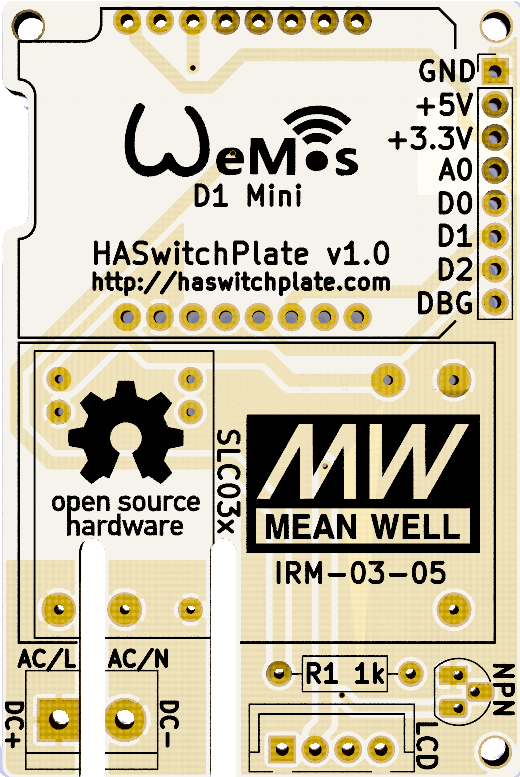 GND
+5V
+3.3V
A0
D0
D1
D2
DBG
WeMos
D1 Mini
HASwitchPlate v1.0
http://haswitchplate.com
open source
hardware
SLC03x
MW
MEAN WELL
IRM-03-05
AC/L
AC/N
DC+
DC-
R1 1k
NPN
LCD